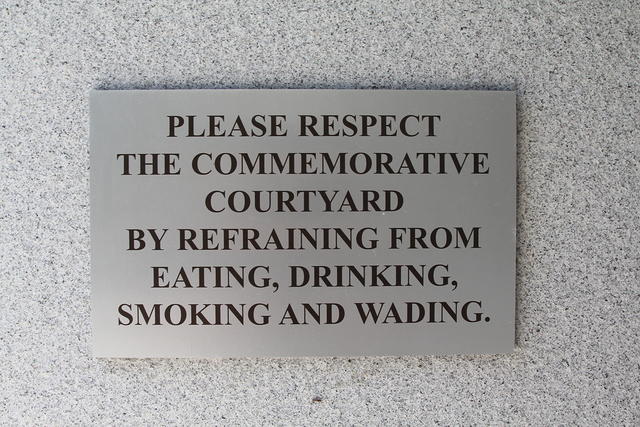 PLEASE RESPECT
THE COMMEMORATIVE
COURTYARD
BY REFRAINING FROM
EATING, DRINKING,
SMOKING AND WADING.